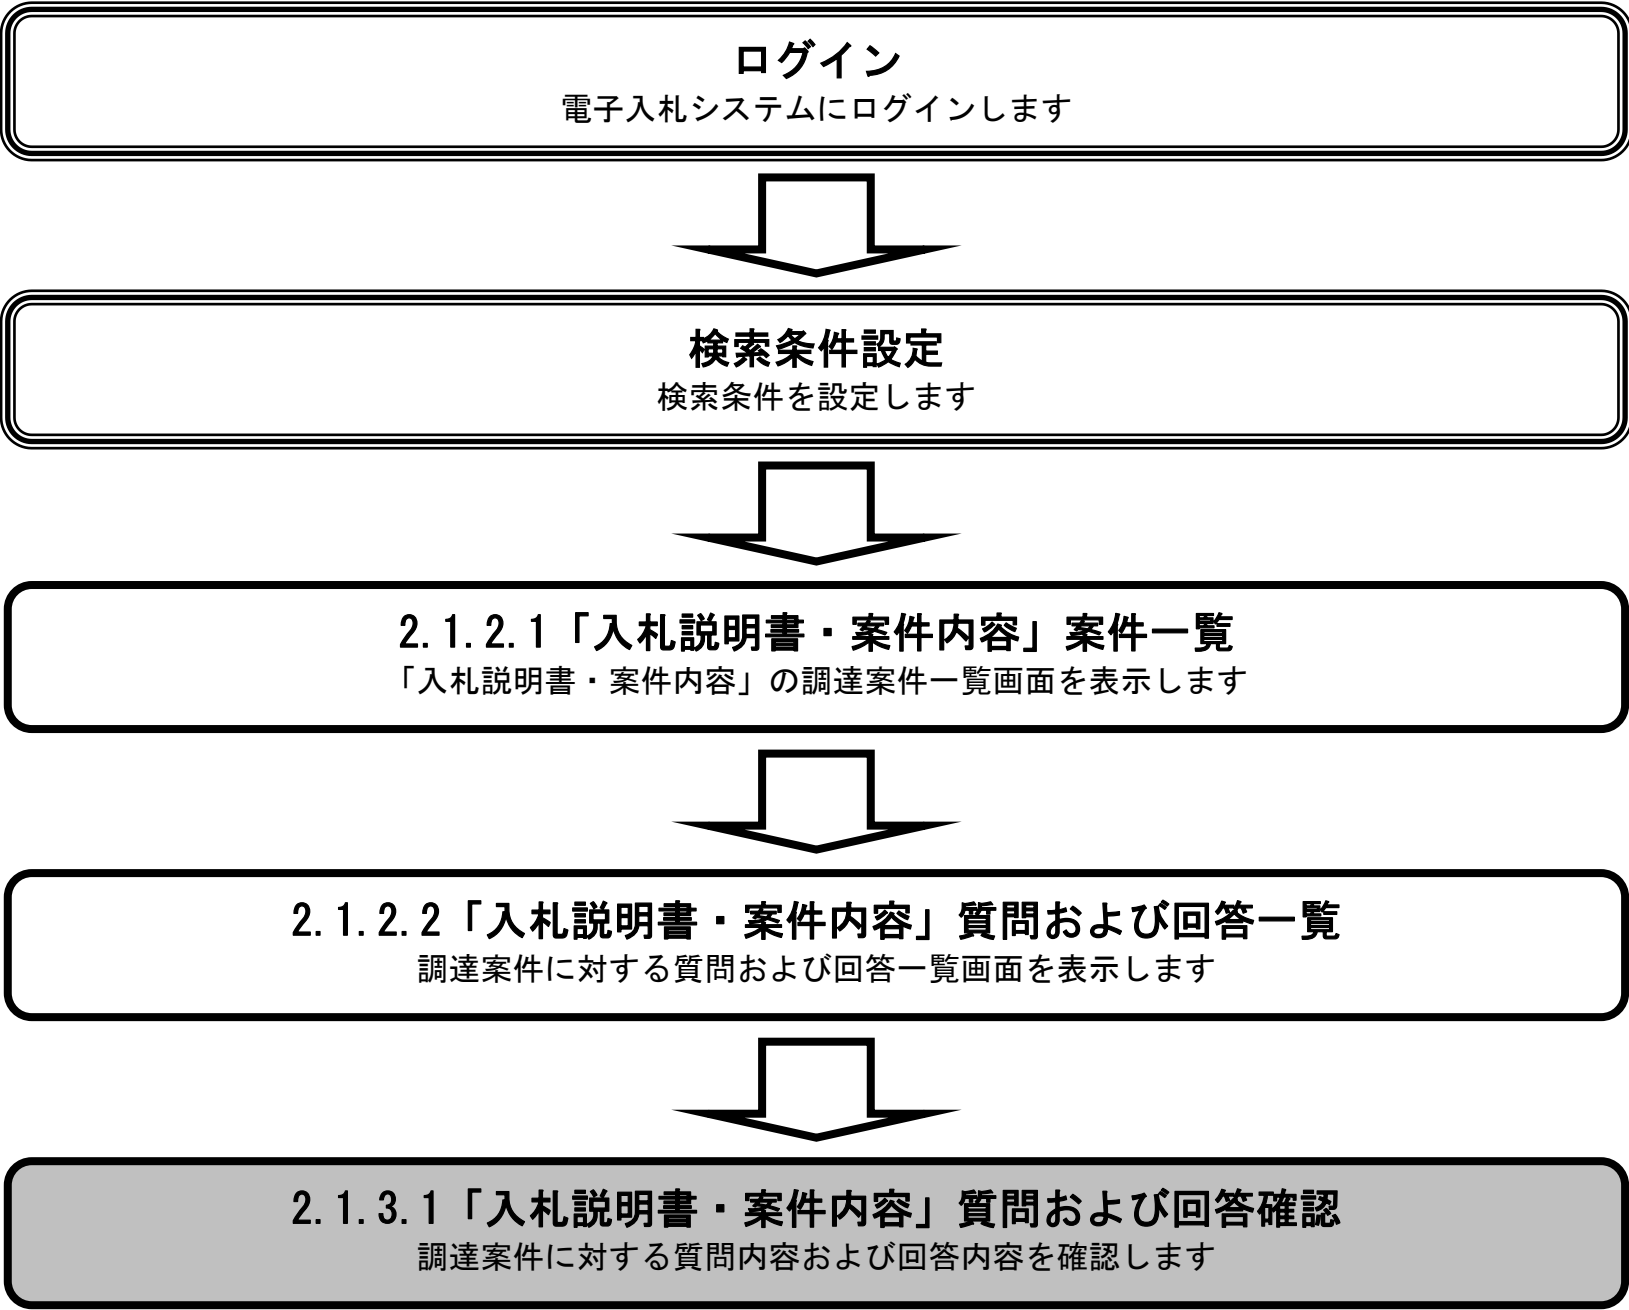 ログイン
電子入札システムにログインします
検索条件設定
検索条件を設定します
2.1.2.1「入札説明書・案件内容」案件一覧
「入札説明書・案件内容」の調達案件一覧画面を表示します
2.1.2.2「入札説明書・案件内容」質問および回答一覧
調達案件に対する質問および回答一覧画面を表示します
2.1.3.1「入札説明書・案件内容」質問および回答確認
調達案件に対する質問内容および回答内容を確認します